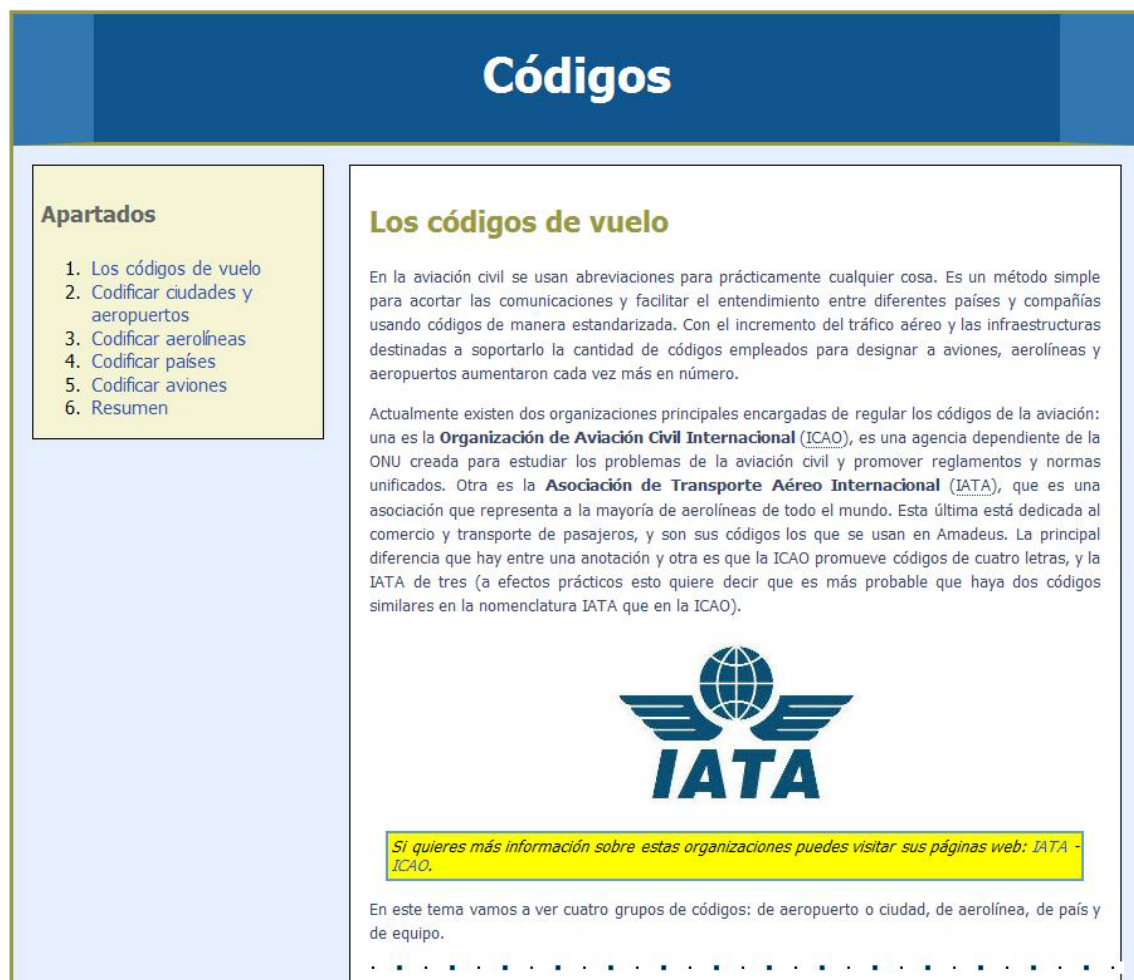 Códigos
Apartados
1. Los códigos de vuelo
2. Codificar ciudades y
aeropuertos
3. Codificar aerolíneas
4. Codificar países
5. Codificar aviones
6. Resumen
Los códigos de vuelo
En la aviación civil se usan abreviaciones para prácticamente cualquier cosa. Es un método simple
para acortar las comunicaciones y facilitar el entendimiento entre diferentes países y compañías
usando códigos de manera estandarizada. Con el incremento del tráfico aéreo y las infraestructuras
destinadas a soportarlo la cantidad de códigos empleados para designar a aviones, aerolíneas y
aeropuertos aumentaron cada vez más en número.
Actualmente existen dos organizaciones principales encargadas de regular los códigos de la aviación:
una es la Organización de Aviación Civil Internacional (ICAO), es una agencia dependiente de la
ONU creada para estudiar los problemas de la aviación civil y promover reglamentos y normas
unificados. Otra es la Asociación de Transporte Aéreo Internacional (IATA), que es una
asociación que representa a la mayoría de aerolíneas de todo el mundo. Esta última está dedicada al
comercio y transporte de pasajeros, y son sus códigos los que se usan en Amadeus. La principal
diferencia que hay entre una anotación y otra es que la ICAO promueve códigos de cuatro letras, y la
IATA de tres (a efectos prácticos esto quiere decir que es más probable que haya dos códigos
similares en la nomenclatura IATA que en la ICAO).
IATA
Si quieres más información sobre estas organizaciones puedes visitar sus páginas web: IATA -
ICAO.
En este tema vamos a ver cuatro grupos de códigos: de aeropuerto o ciudad, de aerolínea, de país y
de equipo.